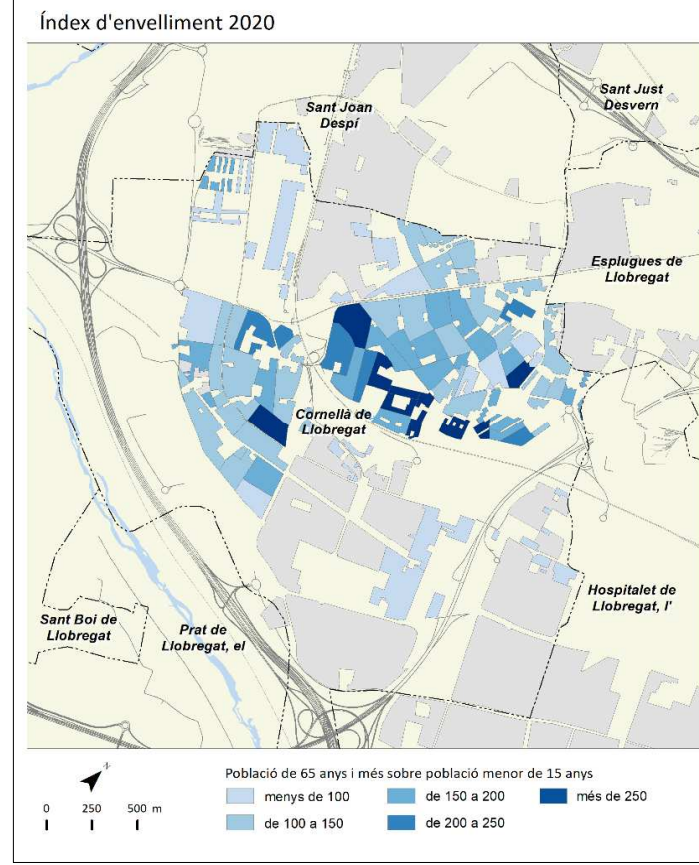 Índex d'envelliment 2020
Sant Just
Desvern
Sant Joan
Despí
Esplugues de
Llobregat
Cornellà de
Llobregat
Hospitalet de
Llobregat, l'
Sant Boi de
Llobregat
Prat de
Llobregat, el
N
0 250 500 m
Població de 65 anys i més sobre població menor de 15 anys
menys de 100
de 150 a 200
més de 250
de 100 a 150
de 200 a 250